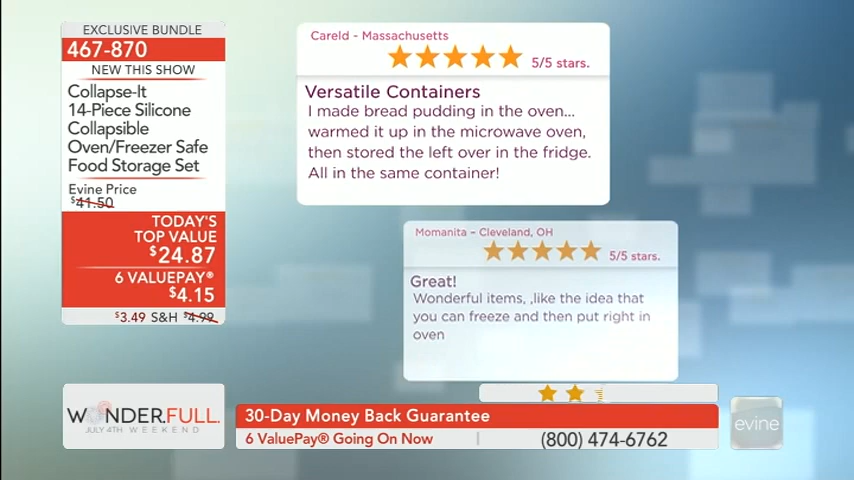 EXCLUSIVE BUNDLE
467-870
NEW THIS SHOW
Collapse-It
14-Piece Silicone
Collapsible
Oven/Freezer Safe
Food Storage Set
Evine Price
$41.50
TODAY'S
TOP VALUE
$24.87
6 VALUEPAY®
$4.15
$3.49 S&H $4.99
Careld - Massachusetts
5/5 stars.
Versatile Containers
I made bread pudding in the oven...
warmed it up in the microwave oven,
then stored the left over in the fridge.
All in the same container!
Momanita – Cleveland, OH
5/5 stars.
Great!
Wonderful items, ,like the idea that
you can freeze and then put right in
oven
WONDER.FULL.
JULY 4TH WEEKEND
30-Day Money Back Guarantee
6 ValuePay® Going On Now
(800) 474-6762
evine